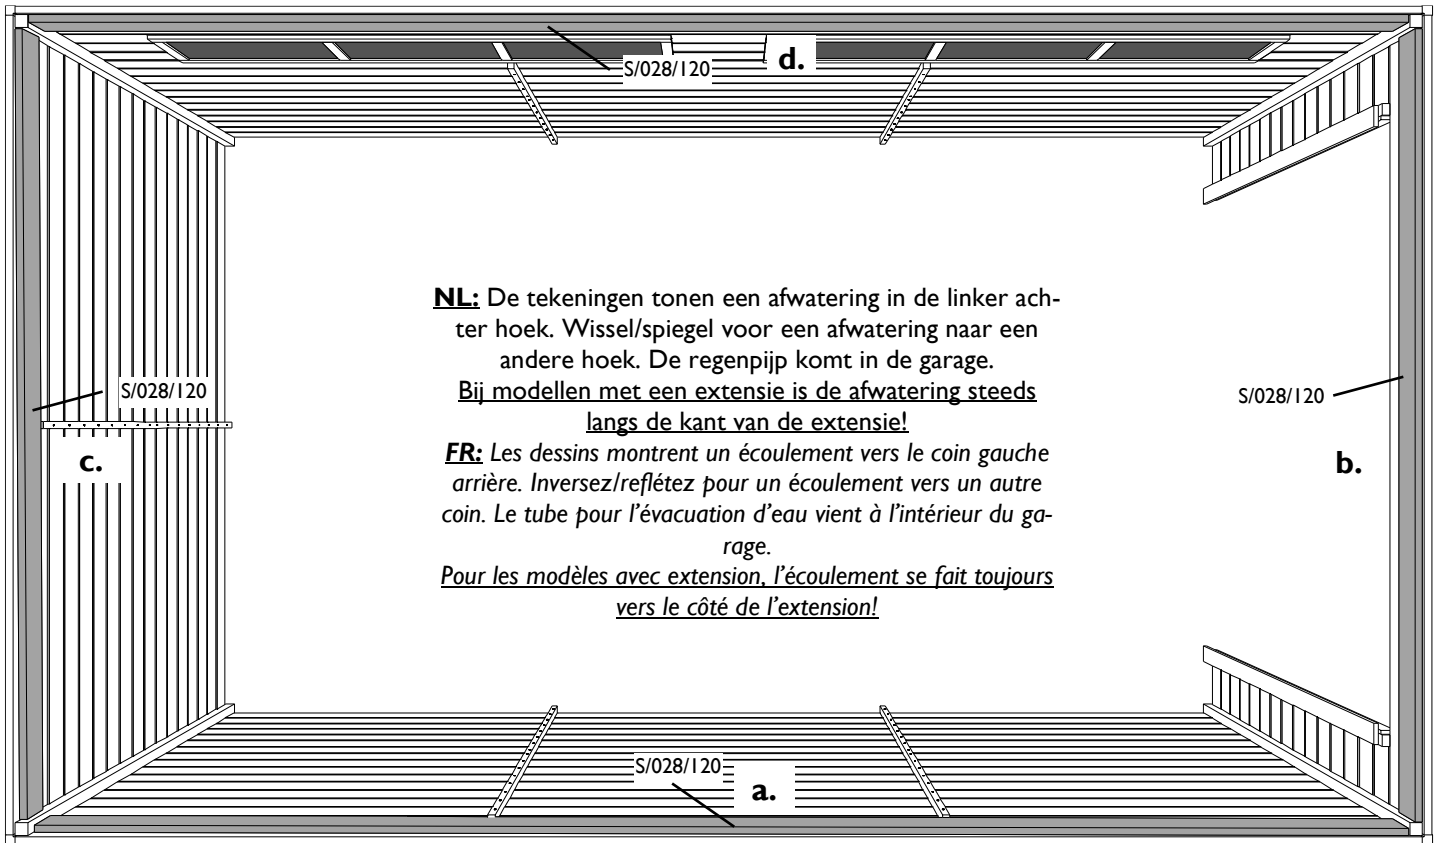 S/028/120
d.
NL: De tekeningen tonen een afwatering in de linker ach-
ter hoek. Wissel/spiegel voor een afwatering naar een
andere hoek. De regenpijp komt in de garage.
Bij modellen met een extensie is de afwatering steeds
langs de kant van de extensie!
FR: Les dessins montrent un écoulement vers le coin gauche
arrière. Inversez/reflétez pour un écoulement vers un autre
coin. Le tube pour l’évacuation d’eau vient à l’intérieur du ga-
rage.
Pour les modèles avec extension, l’écoulement se fait toujours
vers le côté de l’extension!
S/028/120
c.
S/028/120
b.
S/028/120
a.